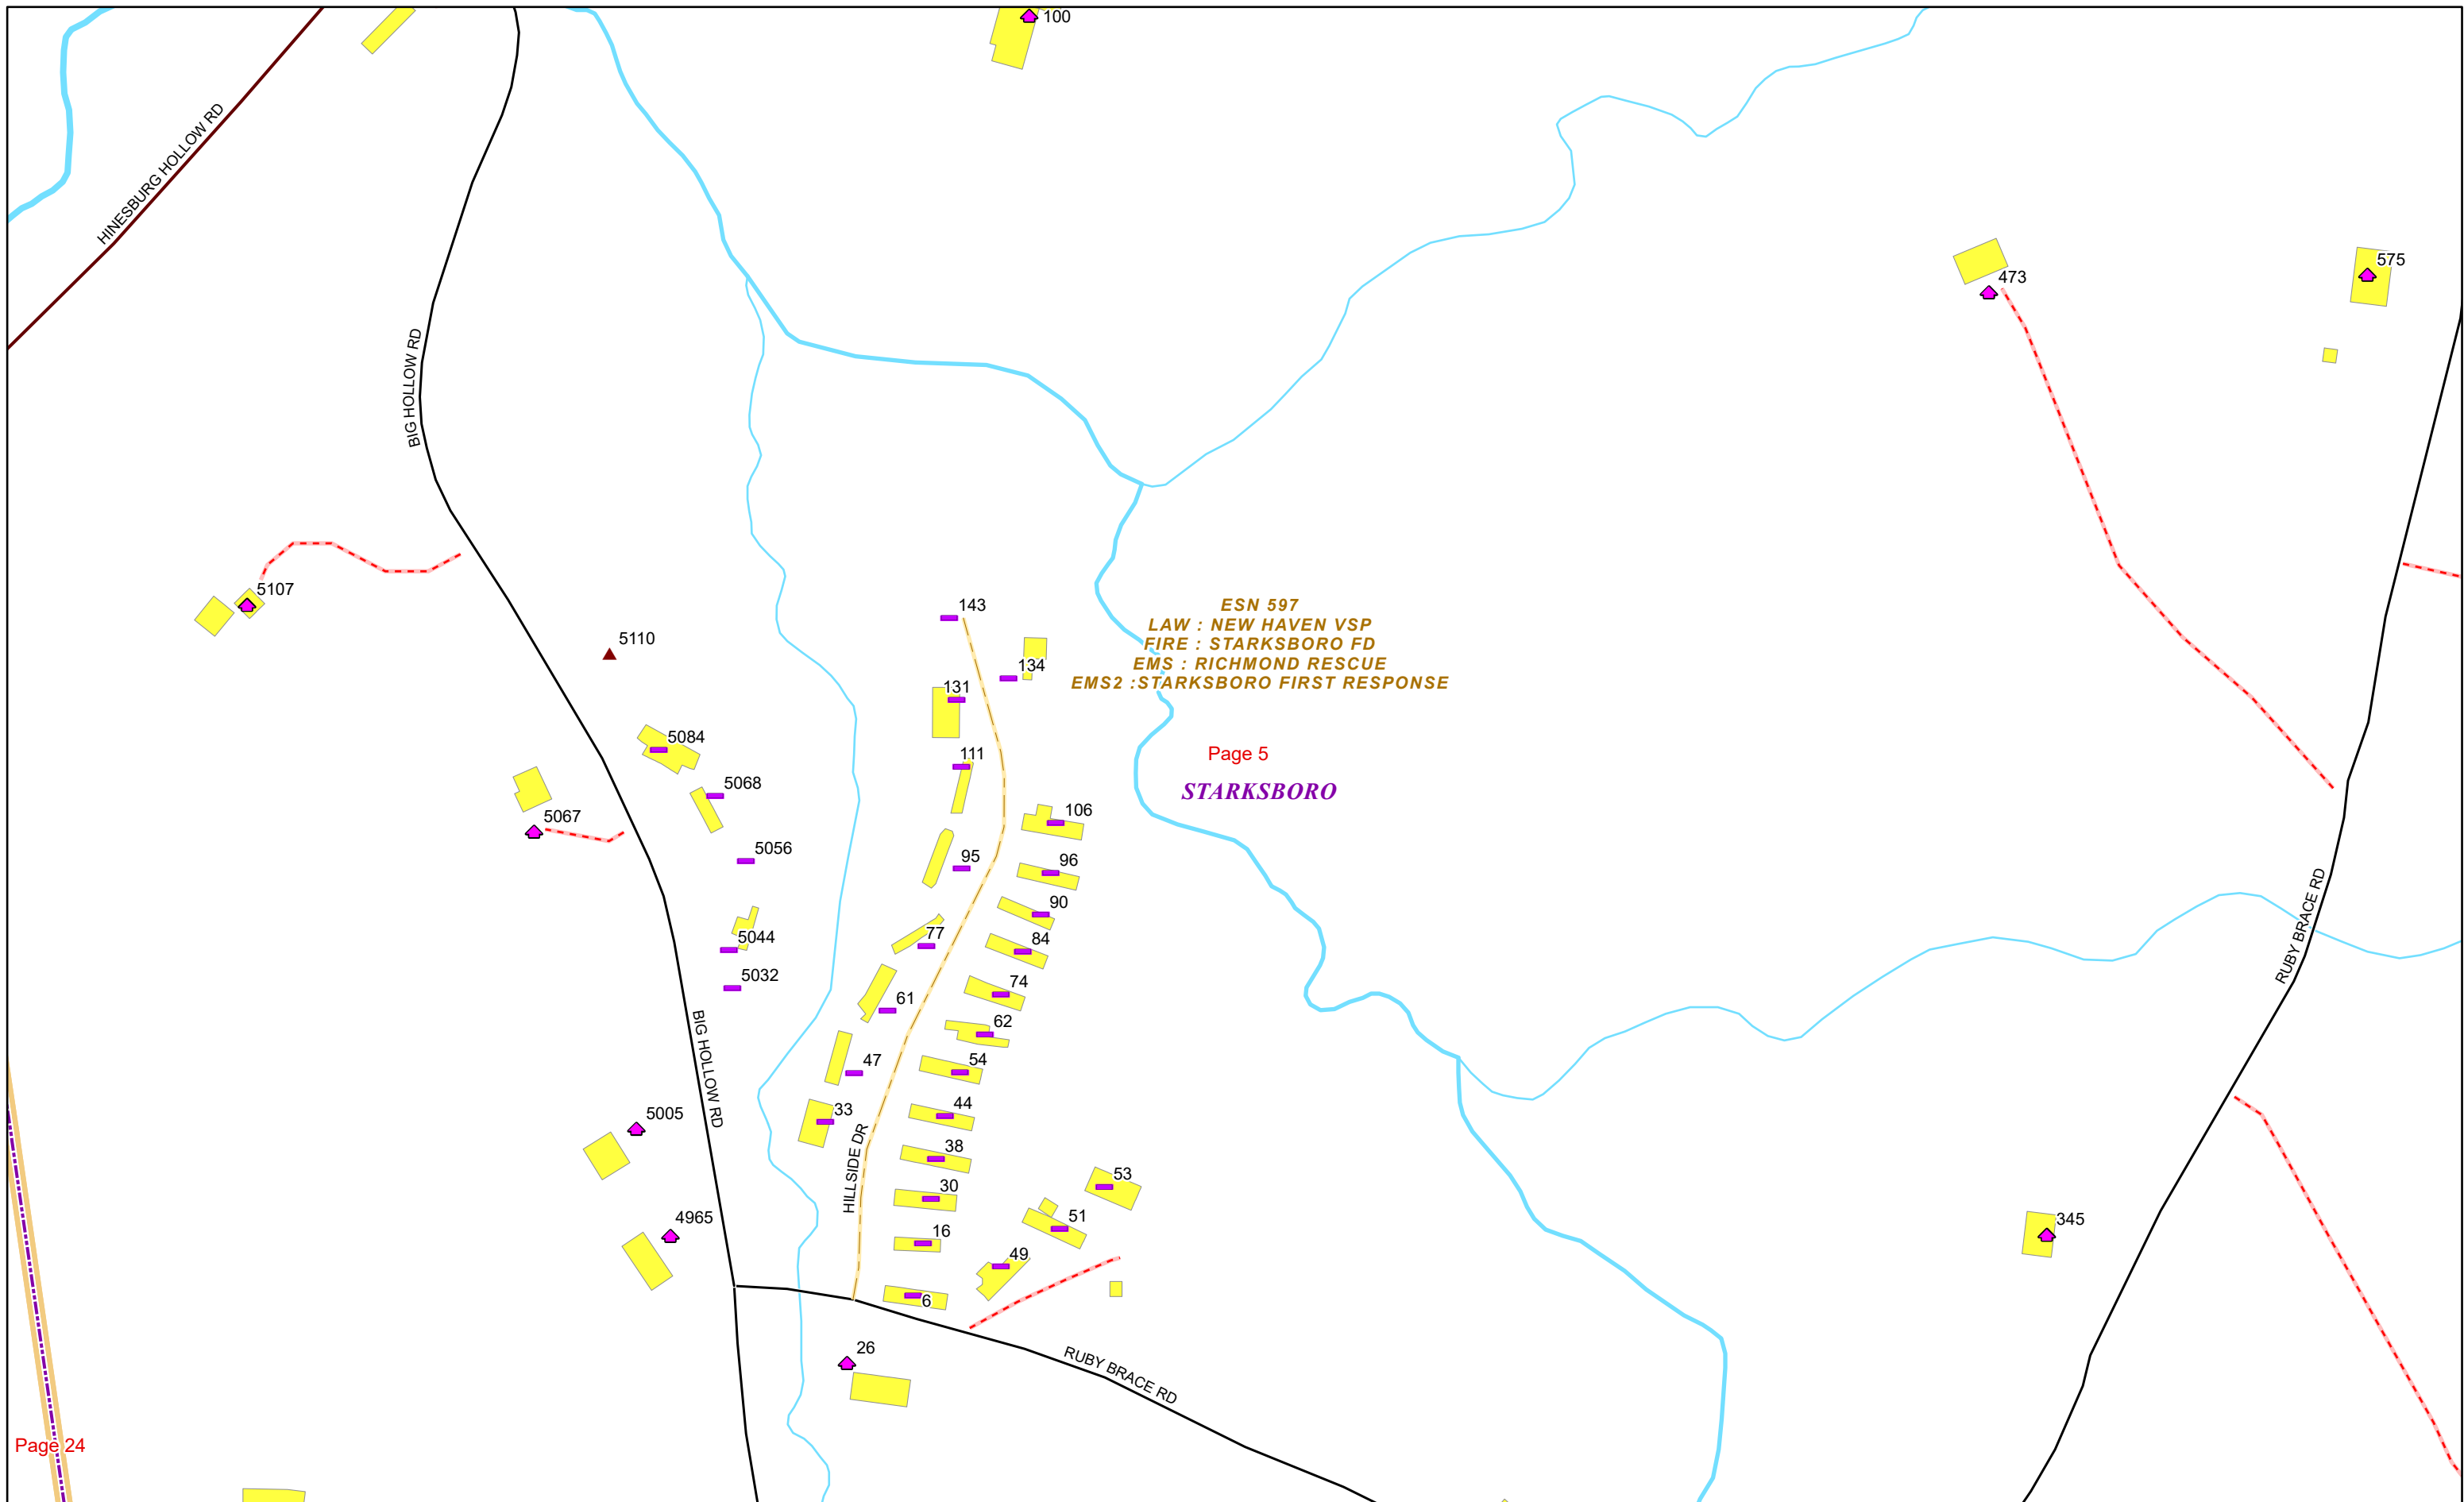 100
HINESBURG HOLLOW RD
473
575
BIG HOLLOW RD
5107
143
5110
134
131
ESN 597
LAW : NEW HAVEN VSP
FIRE : STARKSBORO FD
EMS : RICHMOND RESCUE
EMS2 :STARKSBORO FIRST RESPONSE
5084
111
Page 5
5068
STARKSBORO
5067
106
5056
95
96
90
77
84
5044
RUBY BRACE RD
5032
74
61
62
47
54
BIG HOLLOW RD
33
44
5005
38
HILLSIDE DR
53
30
4965
51
345
16
49
6
26
RUBY BRACE RD
Page 24